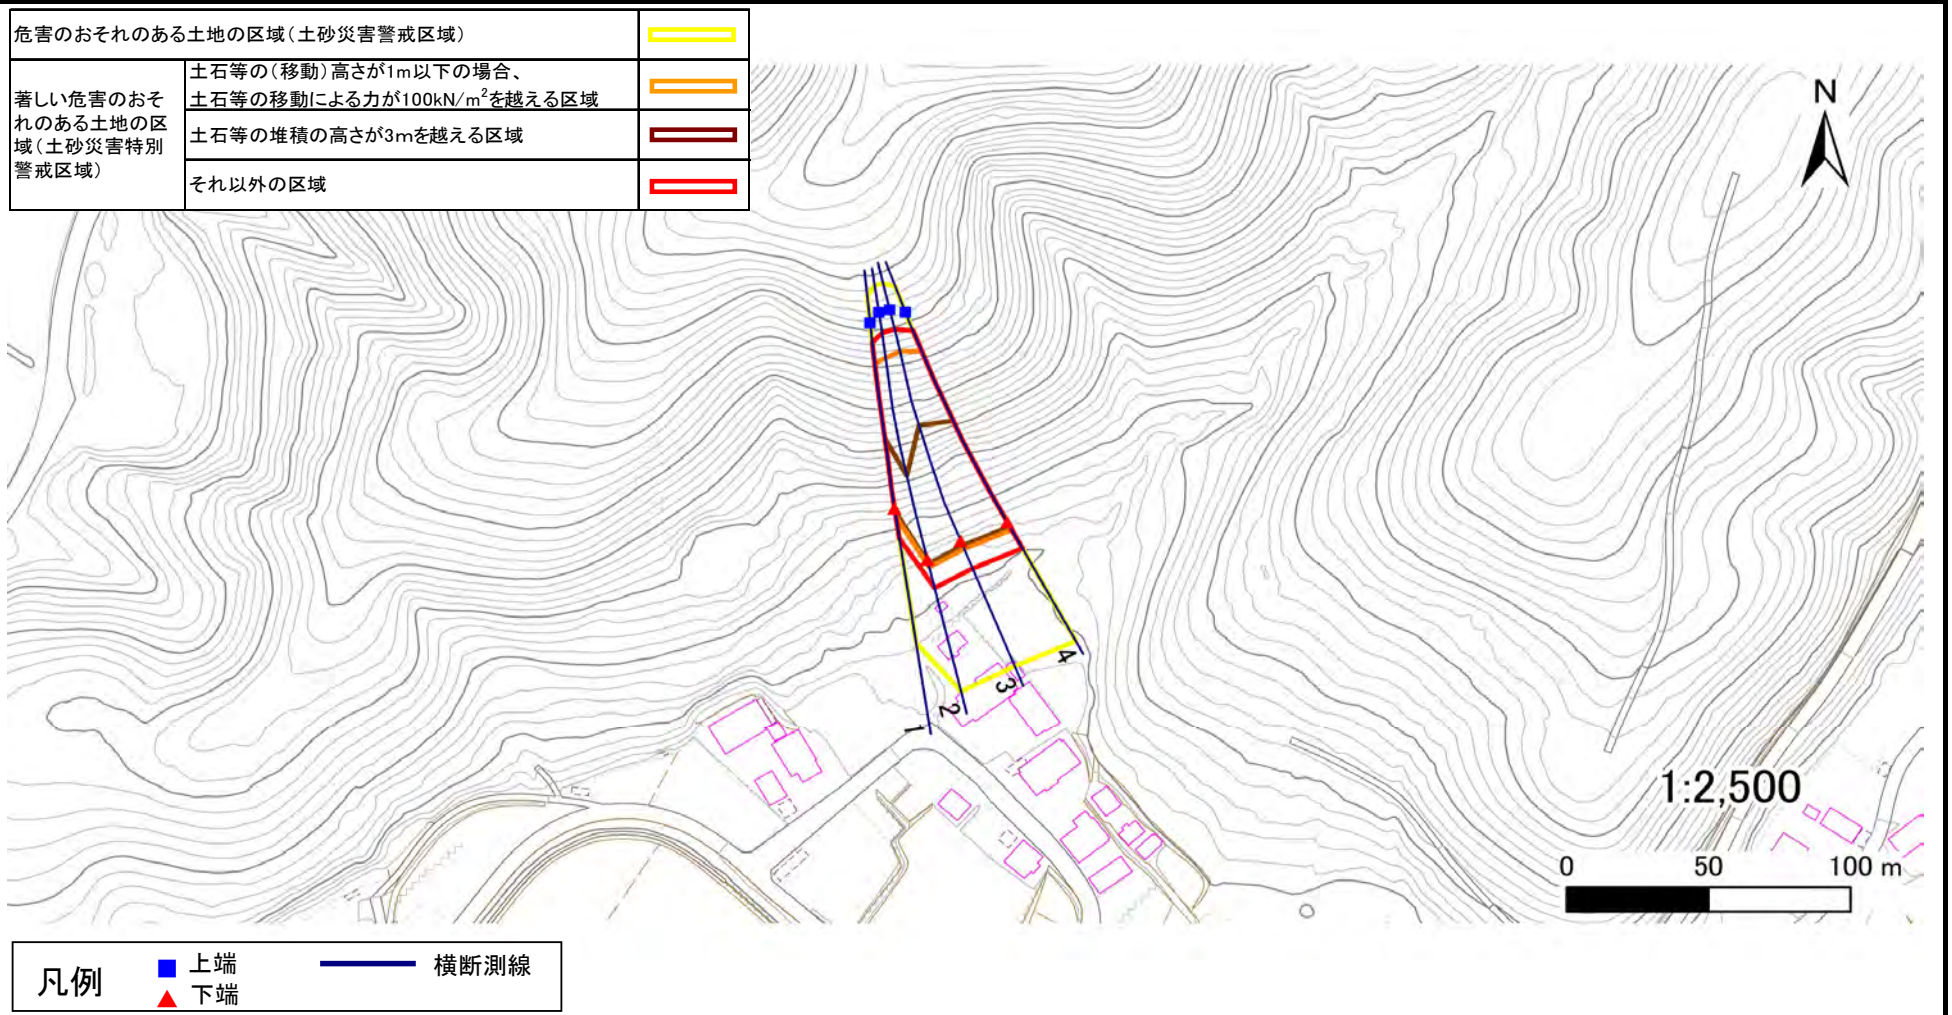 危害のおそれのある土地の区域(土砂災害警戒区域)
著しい危害のおそ
れのある土地の区
域(土砂災害特別
警戒区域)
土石等の(移動)高さが1m以下の場合、
土石等の移動による力が100kN/m²を越える区域
土石等の堆積の高さが3mを越える区域
それ以外の区域
N
1
2
3
4
1:2,500
0 50 100 m
凡例
上端
下端
横断測線